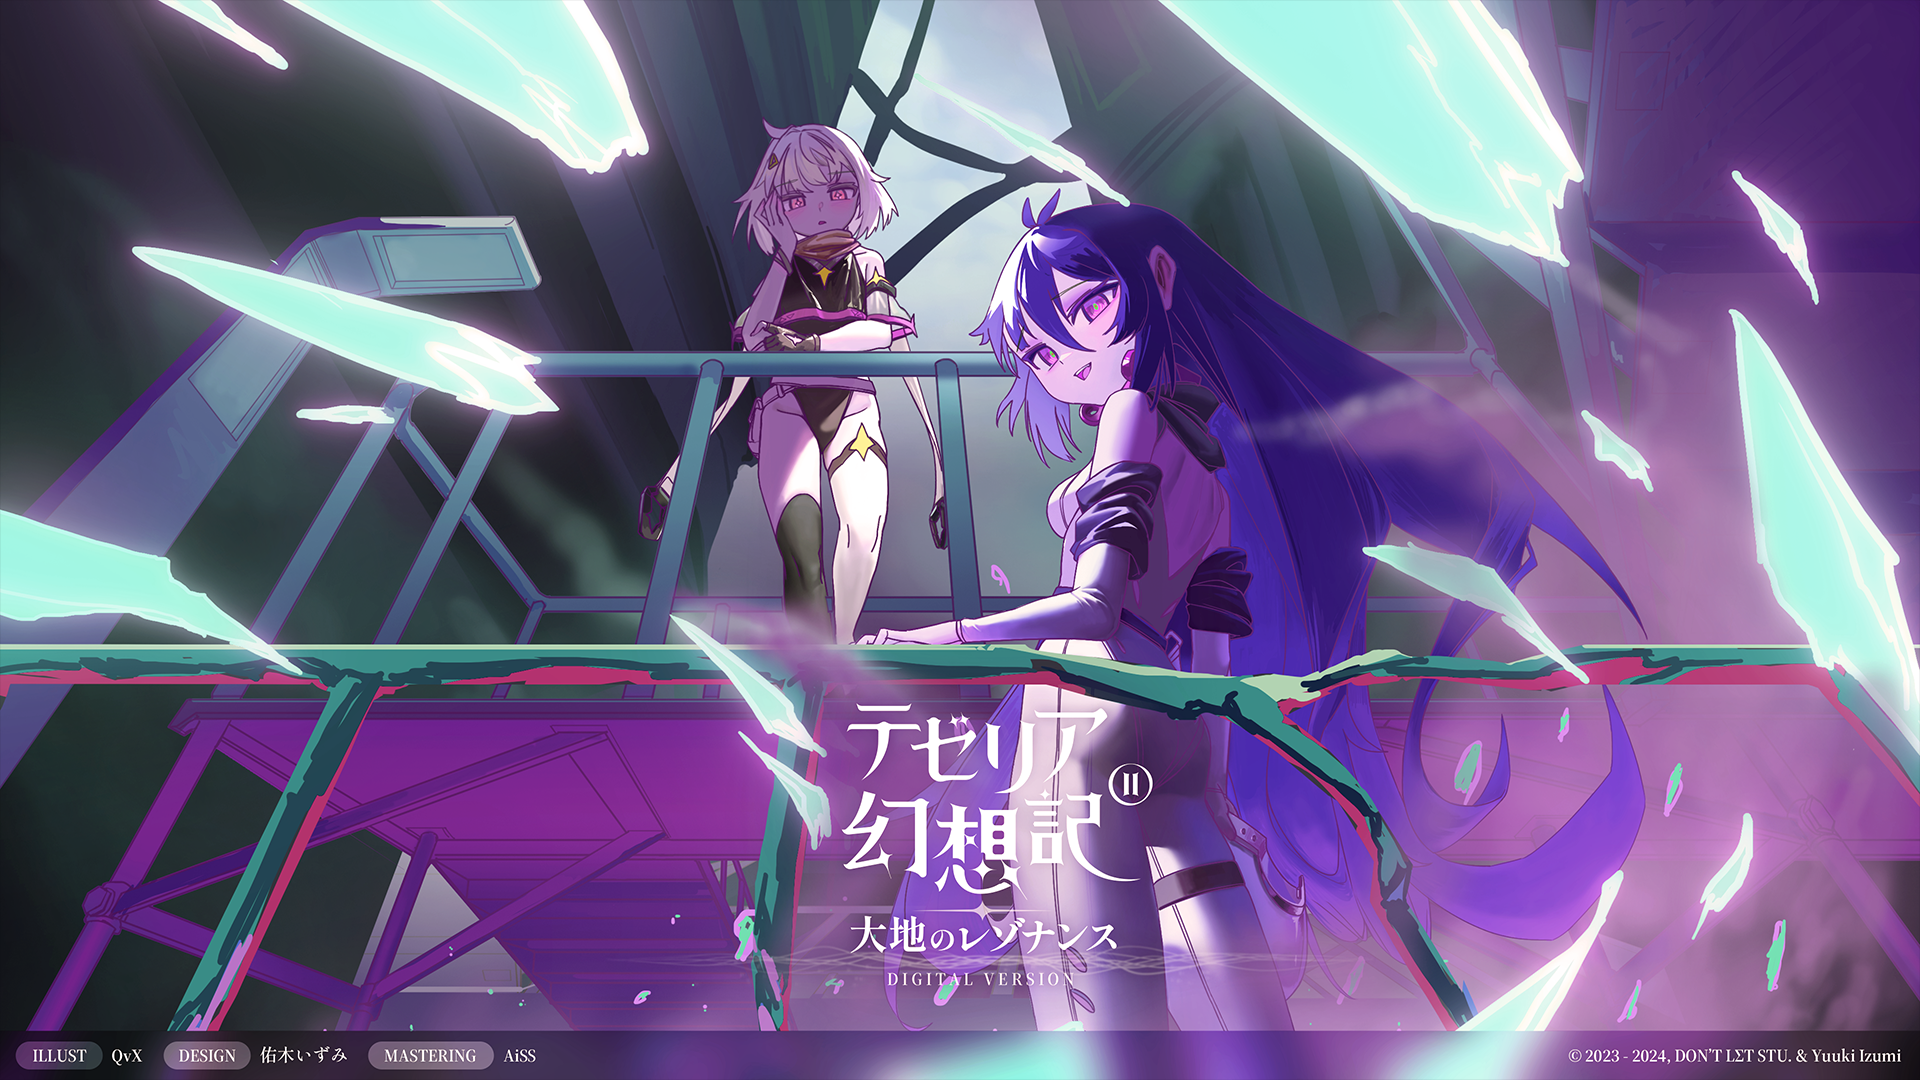 テゼリア
幻想記 II
大地のレゾナンス
DIGITAL VERSION
ILLUST QvX DESIGN 佑木いずみ MASTERING AiSS
© 2023 - 2024, DON'T LΣT STU. & Yuuki Izumi